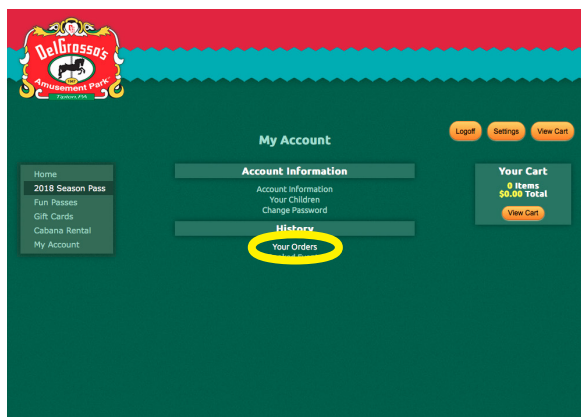 DelGrosso's
Amusement Park
Tipton, PA
Logoff
Settings
View Cart
My Account
Home
2018 Season Pass
Fun Passes
Gift Cards
Cabana Rental
My Account
Account Information
Account Information
Your Children
Change Password
History
Your Orders
Your Cart
0 Items
$0.00 Total
View Cart